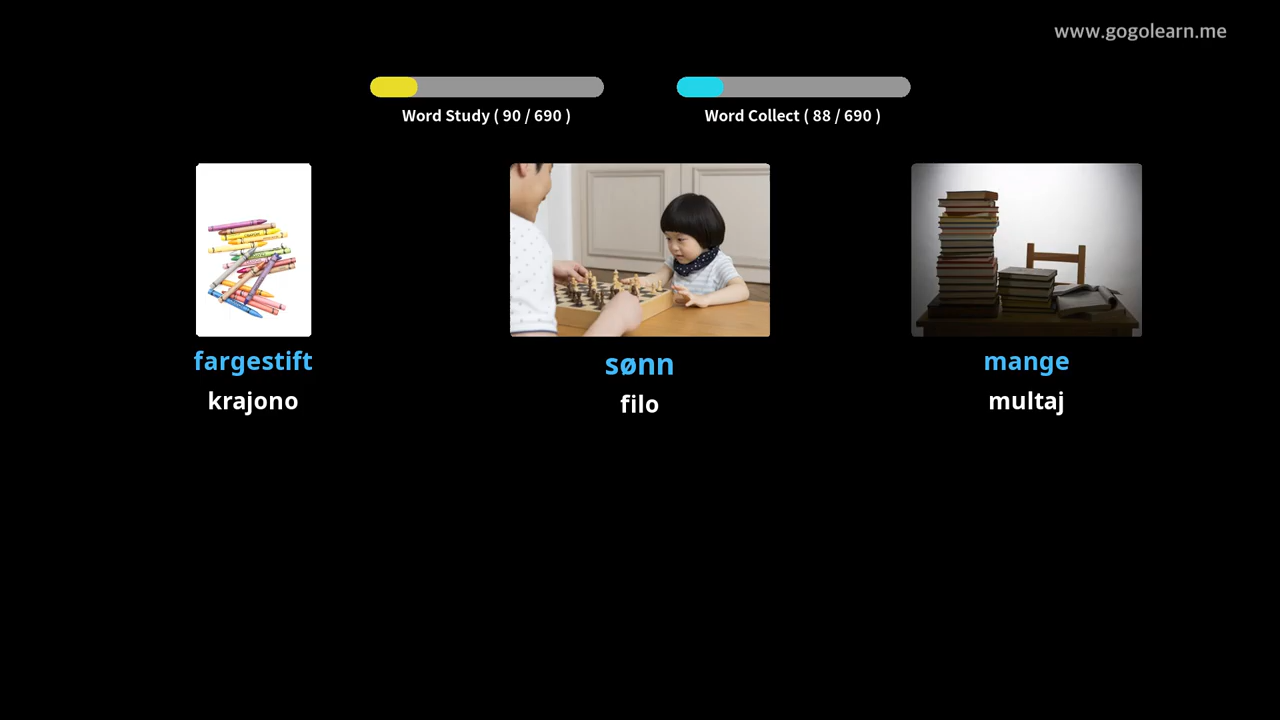 www.gogolearn.me
Word Study ( 90 / 690 )
Word Collect ( 88 / 690 )
fargestift
krajono
sønn
filo
mange
multaj